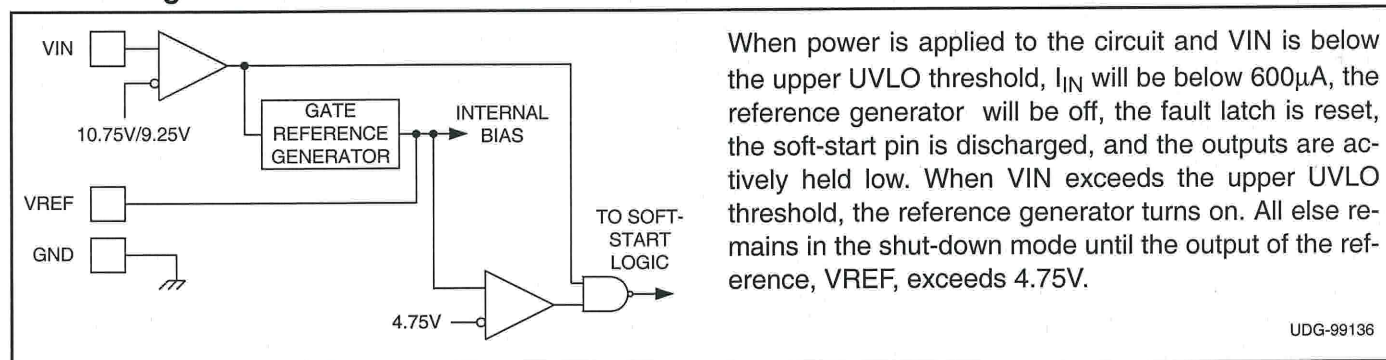 VIN
10.75V/9.25V
GATE
REFERENCE
GENERATOR
INTERNAL
BIAS
VREF
GND
4.75V
TO SOFT-
START
LOGIC
When power is applied to the circuit and VIN is below
the upper UVLO threshold, IIN will be below 600µA, the
reference generator will be off, the fault latch is reset,
the soft-start pin is discharged, and the outputs are ac-
tively held low. When VIN exceeds the upper UVLO
threshold, the reference generator turns on. All else re-
mains in the shut-down mode until the output of the ref-
erence, VREF, exceeds 4.75V.
UDG-99136